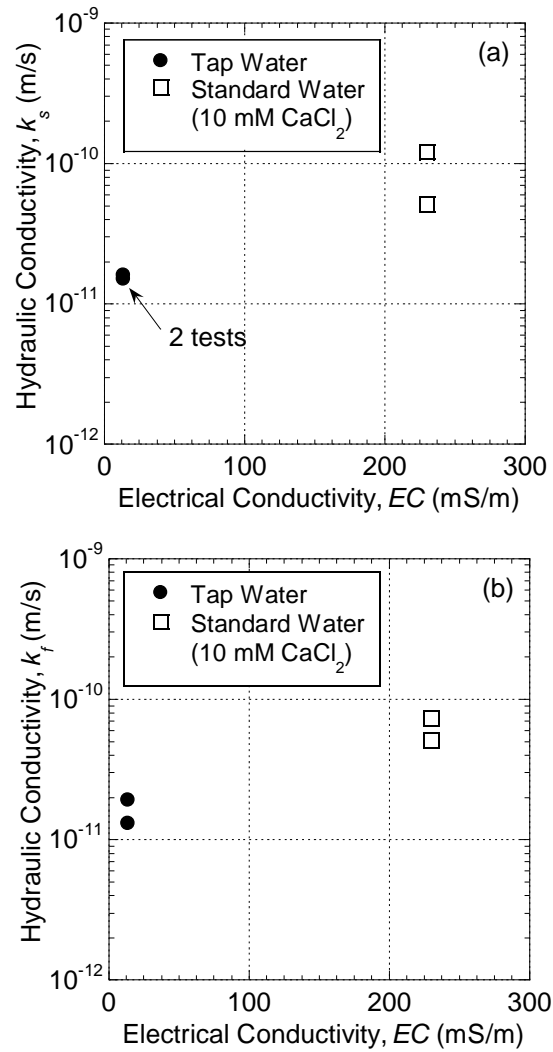 10⁻⁹
(a)
Tap Water
Standard Water
(10 mM CaCl₂)
10⁻¹⁰
10⁻¹¹
2 tests
10⁻¹²
Hydraulic Conductivity, kₛ (m/s)
0 100 200 300
Electrical Conductivity, EC (mS/m)
10⁻⁹
(b)
Tap Water
Standard Water
(10 mM CaCl₂)
10⁻¹⁰
10⁻¹¹
10⁻¹²
Hydraulic Conductivity, k_f (m/s)
0 100 200 300
Electrical Conductivity, EC (mS/m)